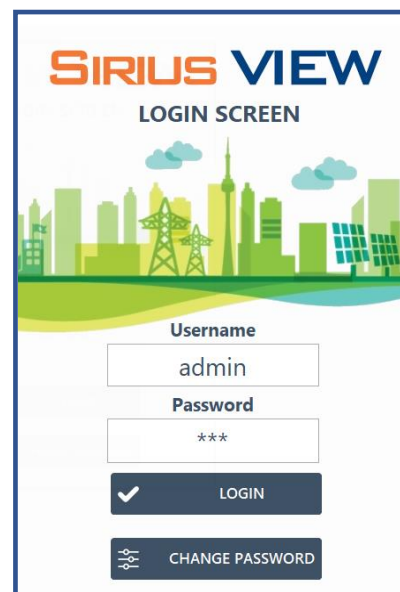 SIRIUS VIEW
LOGIN SCREEN
Username
admin
Password
***
LOGIN
CHANGE PASSWORD